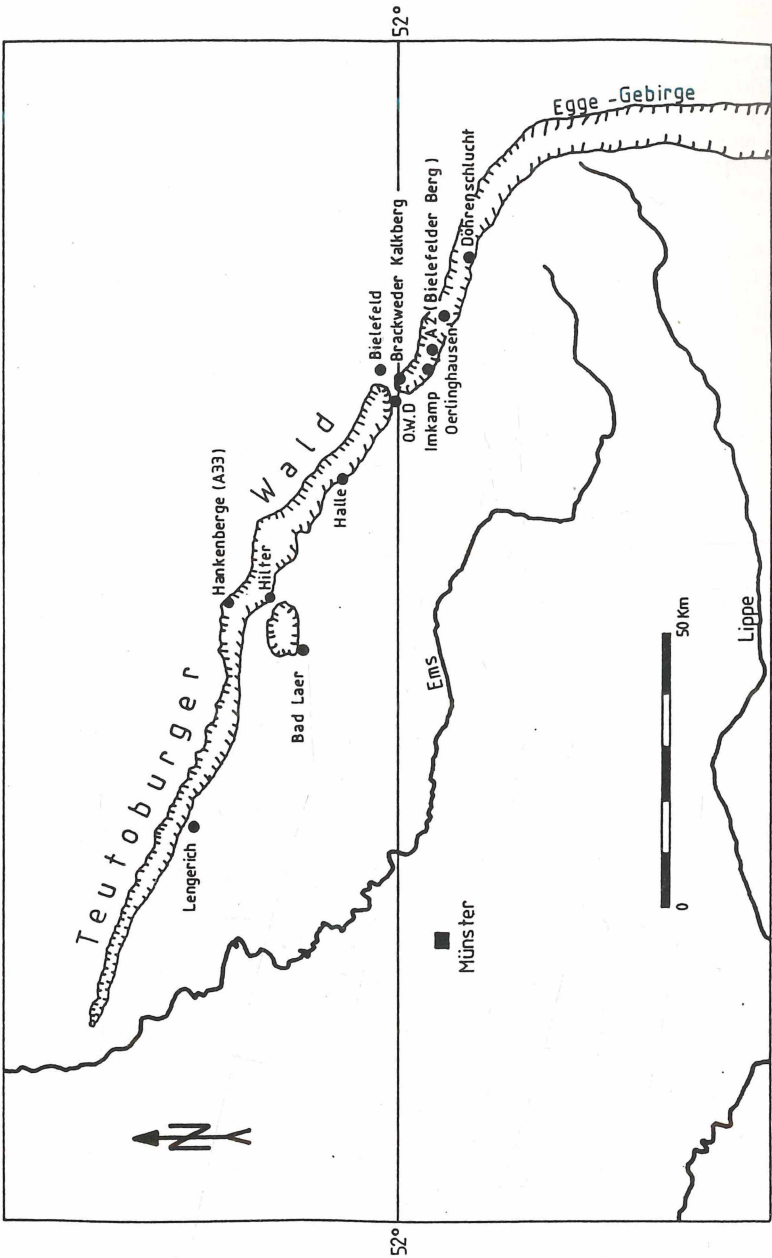 52°
52°
Teutoburger
Wald
Egge-Gebirge
Hankenberge (A33)
Hilter
Lengerich
Bad Laer
Halle
Bielefeld
Brackweder Kalkberg
O.W.D
Imkamp
A2 (Bielefelder Berg)
Oerlinghausen
Dörenschlucht
Ems
Münster
Lippe
0
50 Km
N